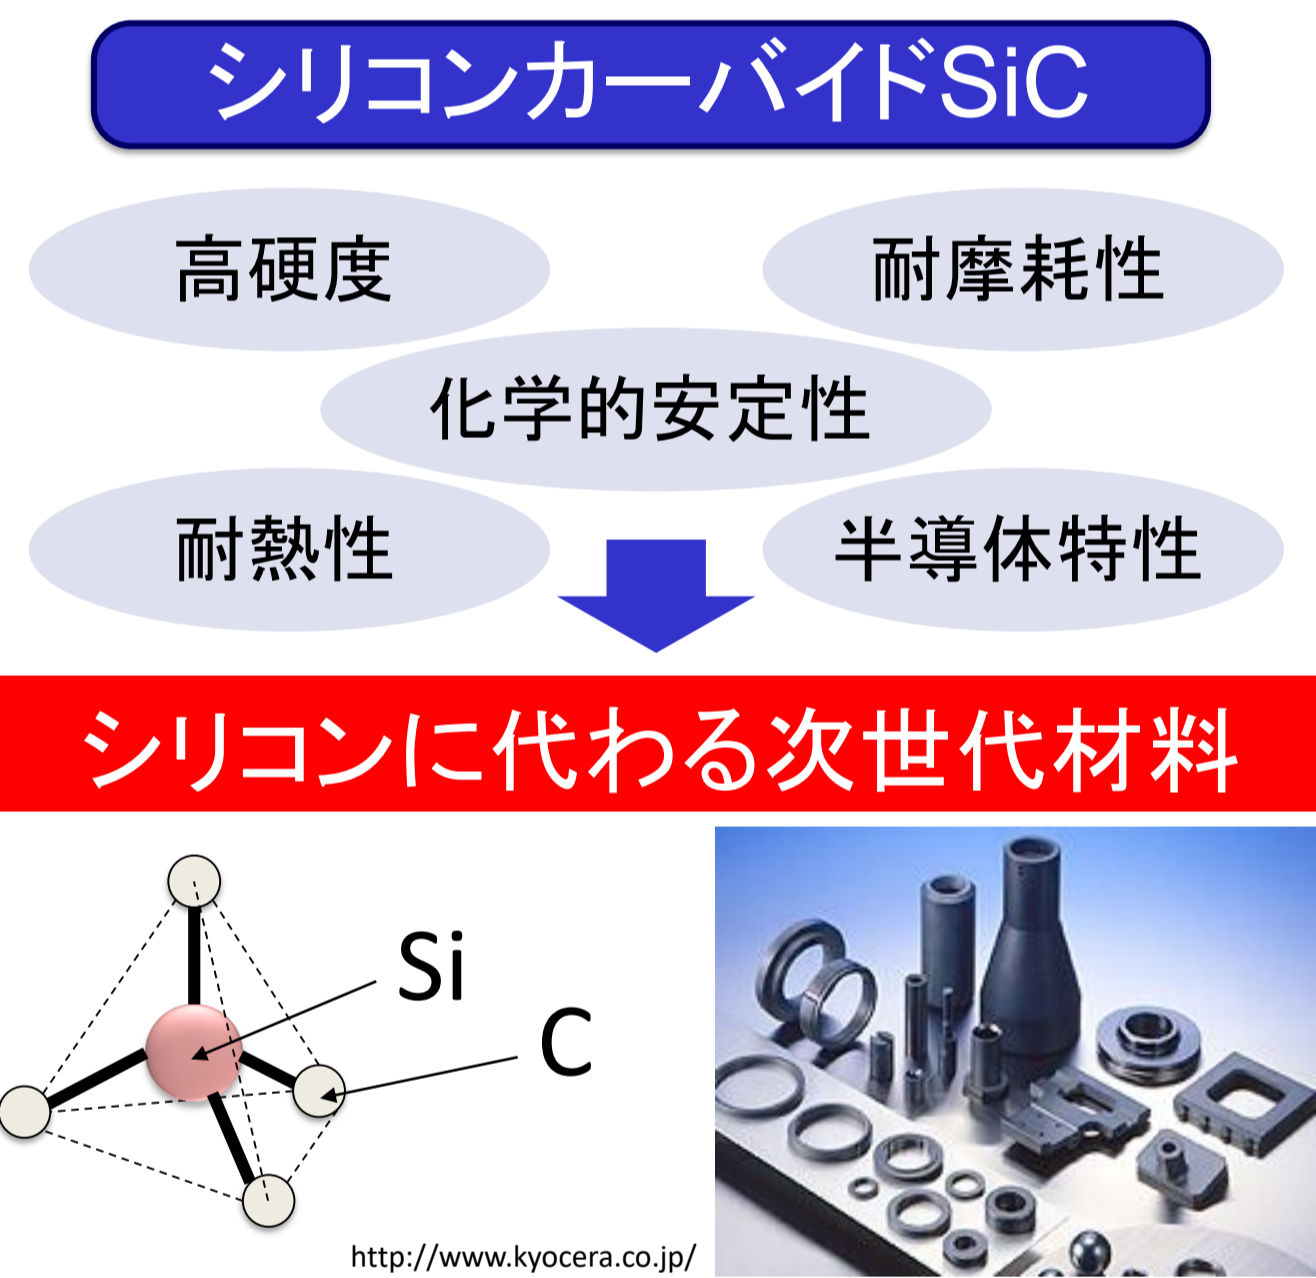 シリコンカーバイドSiC
高硬度
耐摩耗性
化学的安定性
耐熱性
半導体特性
シリコンに代わる次世代材料
Si
C
http://www.kyocera.co.jp/